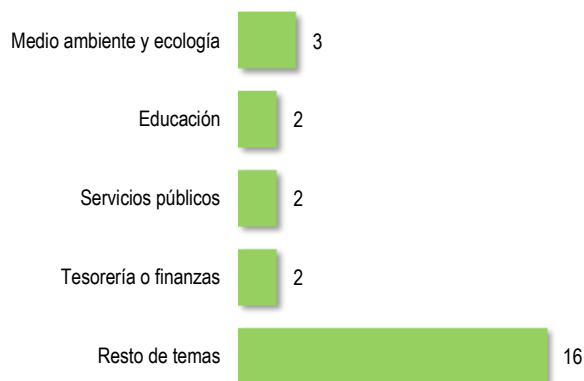 Medio ambiente y ecología 3
Educación 2
Servicios públicos 2
Tesorería o finanzas 2
Resto de temas 16